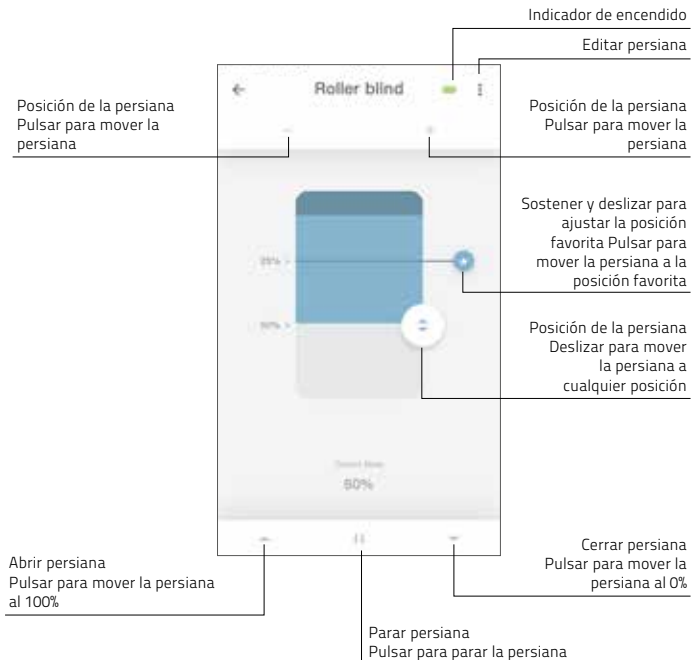 Indicador de encendido
Editar persiana
Roller blind
Posición de la persiana
Pulsar para mover la
persiana
Posición de la persiana
Pulsar para mover la
persiana
Sostener y deslizar para
ajustar la posición
favorita Pulsar para
mover la persiana a la
posición favorita
25%
50%
Posición de la persiana
Deslizar para mover
la persiana a
cualquier posición
50%
Abrir persiana
Pulsar para mover la persiana
al 100%
Cerrar persiana
Pulsar para mover la
persiana al 0%
Parar persiana
Pulsar para parar la persiana